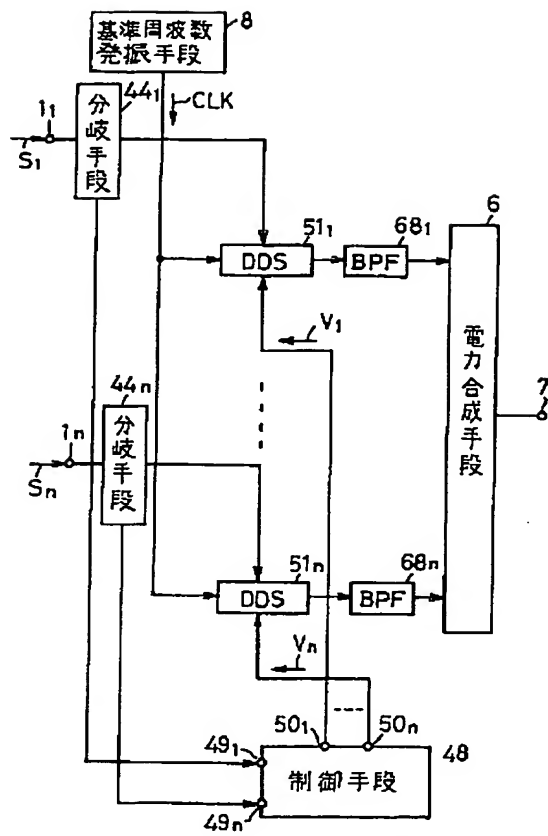 8
基準周波数
発振手段
44₁
CLK
1₁
S₁
分岐手段
6
51₁
68₁
DDS
BPF
V₁
電力合成手段
7
44n
1n
Sn
分岐手段
51n
68n
DDS
BPF
Vn
50₁
50n
48
49₁
制御手段
49n